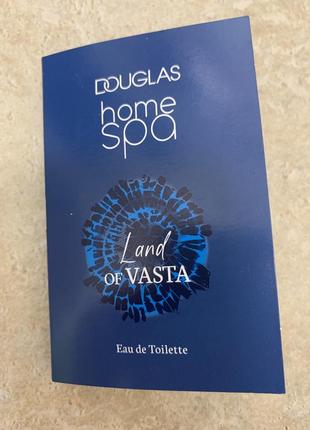 DOUGLAS
home
spa
Land
OF VASTA
Eau de Toilette